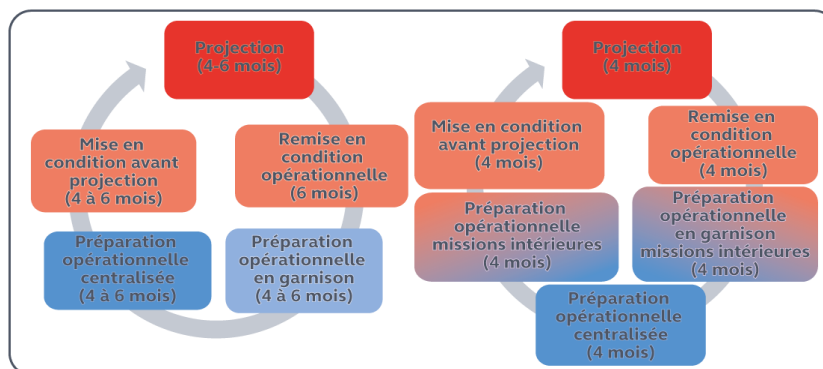 Projection
(4-6 mois)
Remise en
condition
opérationnelle
(6 mois)
Préparation
opérationnelle
en garnison
(4 à 6 mois)
Préparation
opérationnelle
centralisée
(4 à 6 mois)
Mise en
condition avant
projection
(4 à 6 mois)
Projection
(4 mois)
Remise en
condition
opérationnelle
(4 mois)
Préparation
opérationnelle
en garnison
missions intérieures
(4 mois)
Préparation
opérationnelle
centralisée
(4 mois)
Préparation
opérationnelle
missions intérieures
(4 mois)
Mise en condition
avant projection
(4 mois)